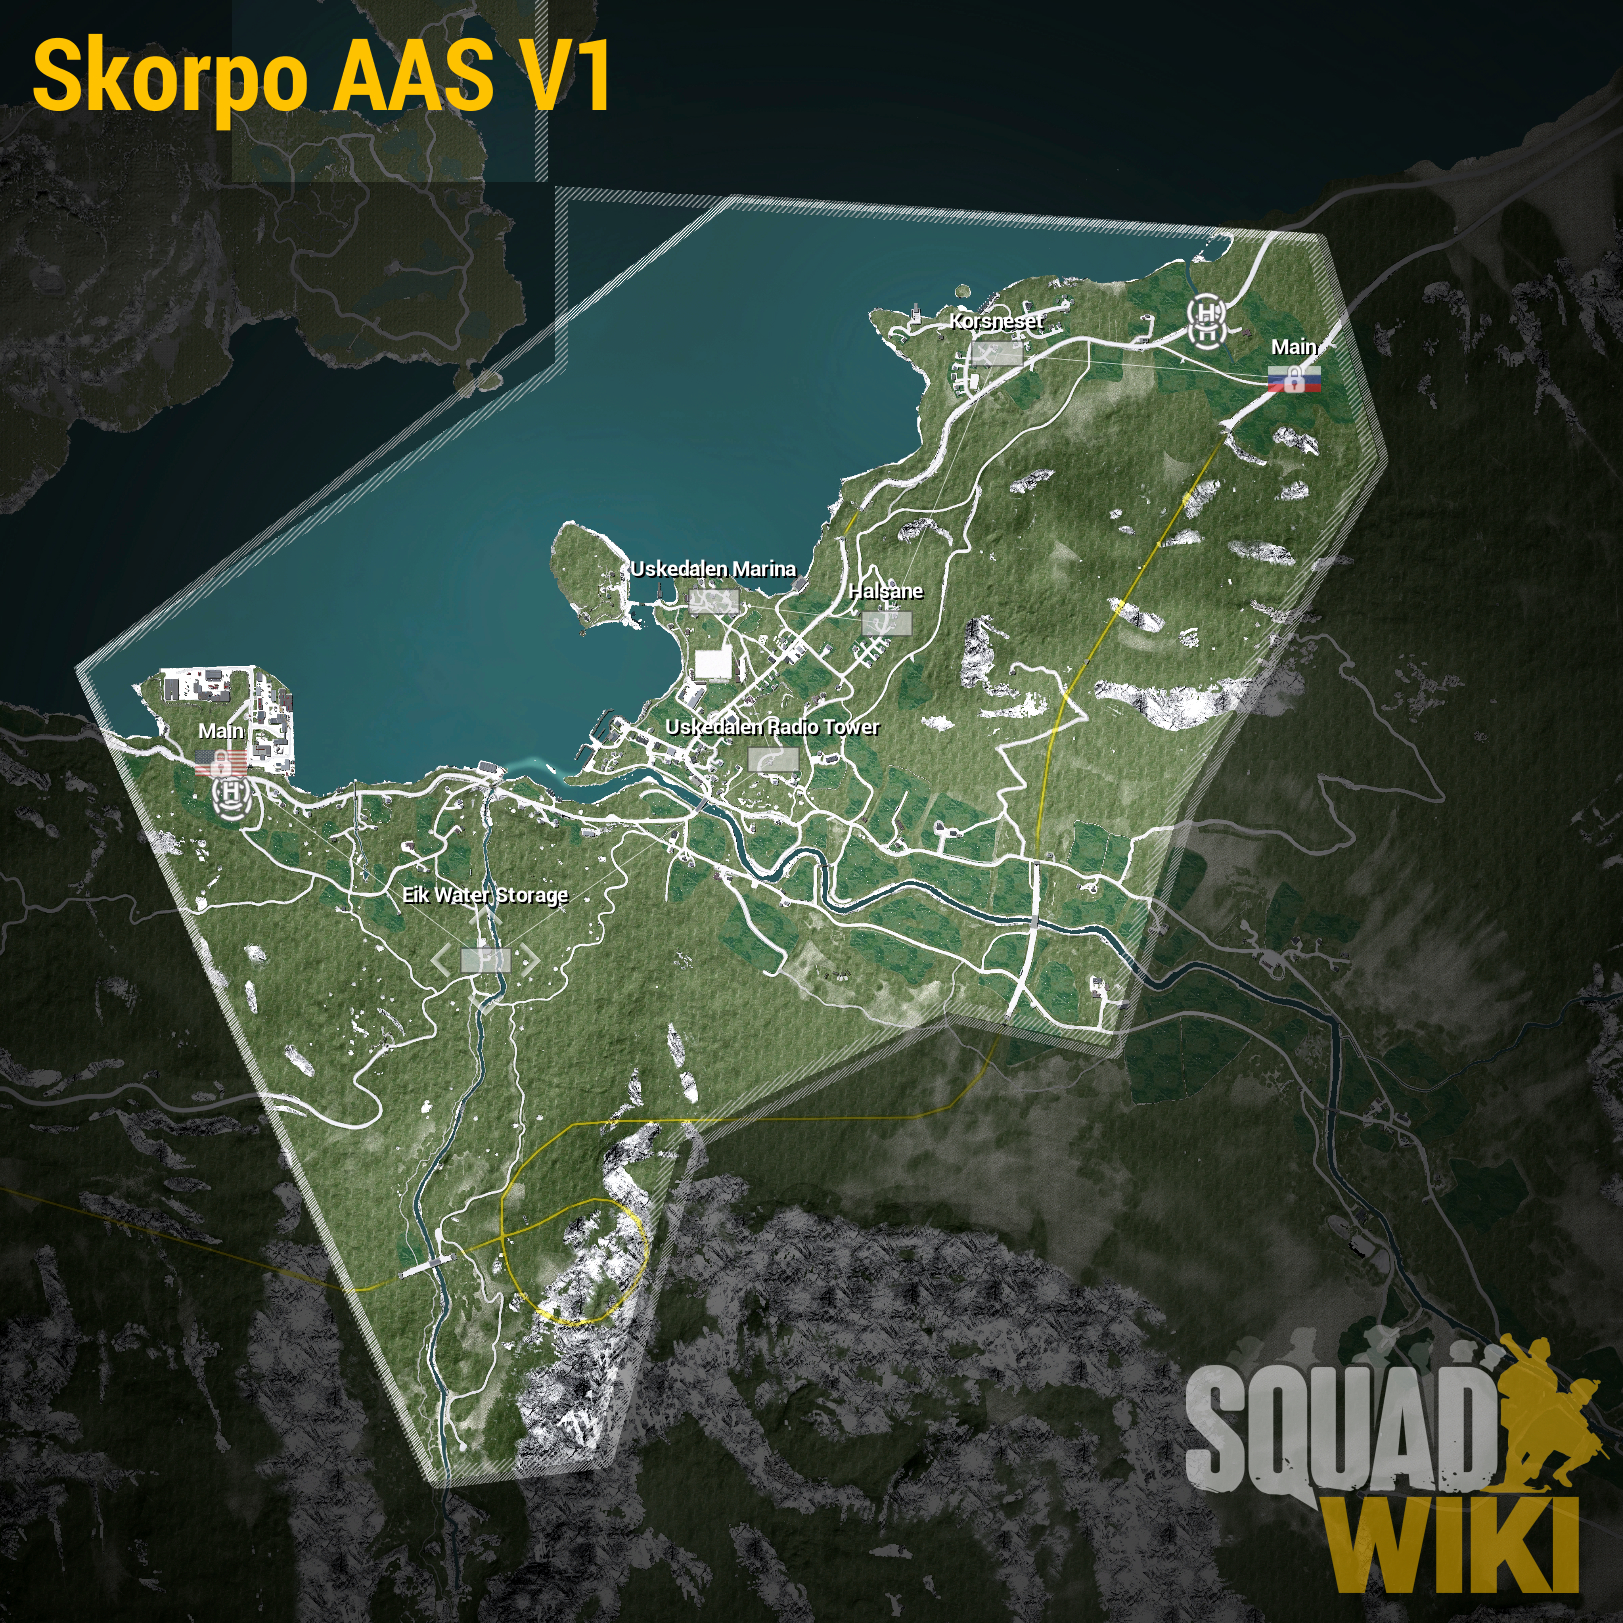 Skorpo AAS V1
Korsneset
Main
Uskedalen Marina
Halsane
Uskedalen Radio Tower
Main
Eik Water Storage
H
H
H
SQUAD
WIKI